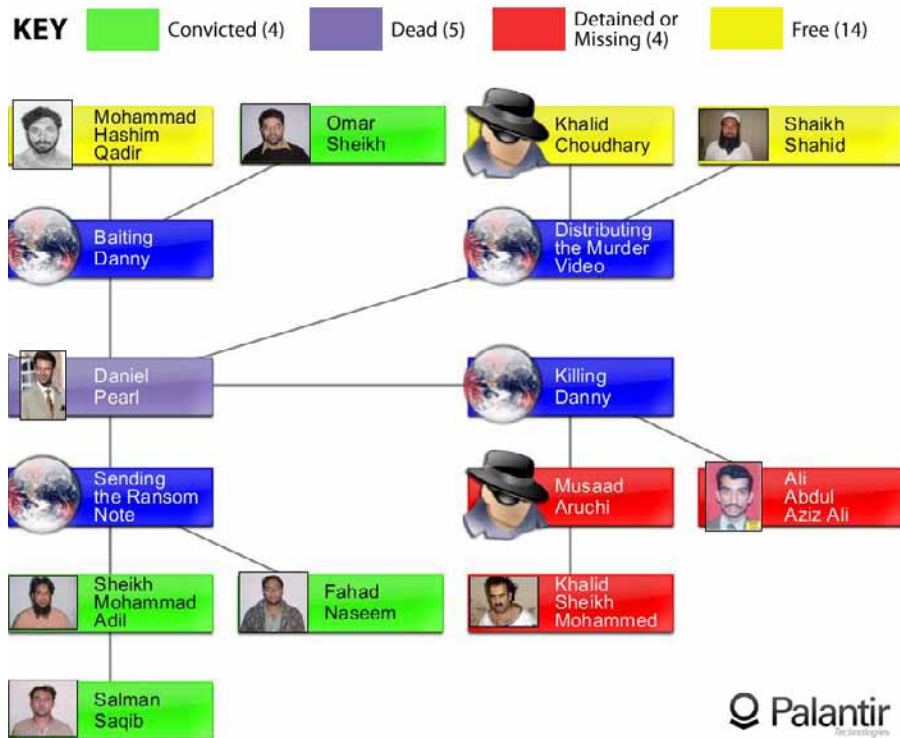 KEY
Convicted (4)
Dead (5)
Detained or
Missing (4)
Free (14)
Mohammad
Hashim
Qadir
Omar
Sheikh
Khalid
Choudhary
Shaikh
Shahid
Baiting
Danny
Distributing
the Murder
Video
Daniel
Pearl
Killing
Danny
Sending
the Ransom
Note
Musaad
Aruchi
Ali
Abdul
Aziz Ali
Sheikh
Mohammad
Adil
Fahad
Naseem
Khalid
Sheikh
Mohammed
Salman
Saqib
Palantir
Technologies